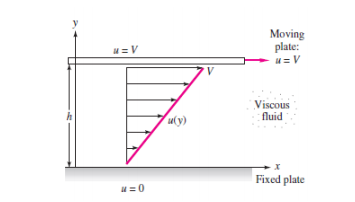 y
Moving
plate:
u = V
u = V
V
h
u(y)
Viscous
fluid
x
Fixed plate
u = 0